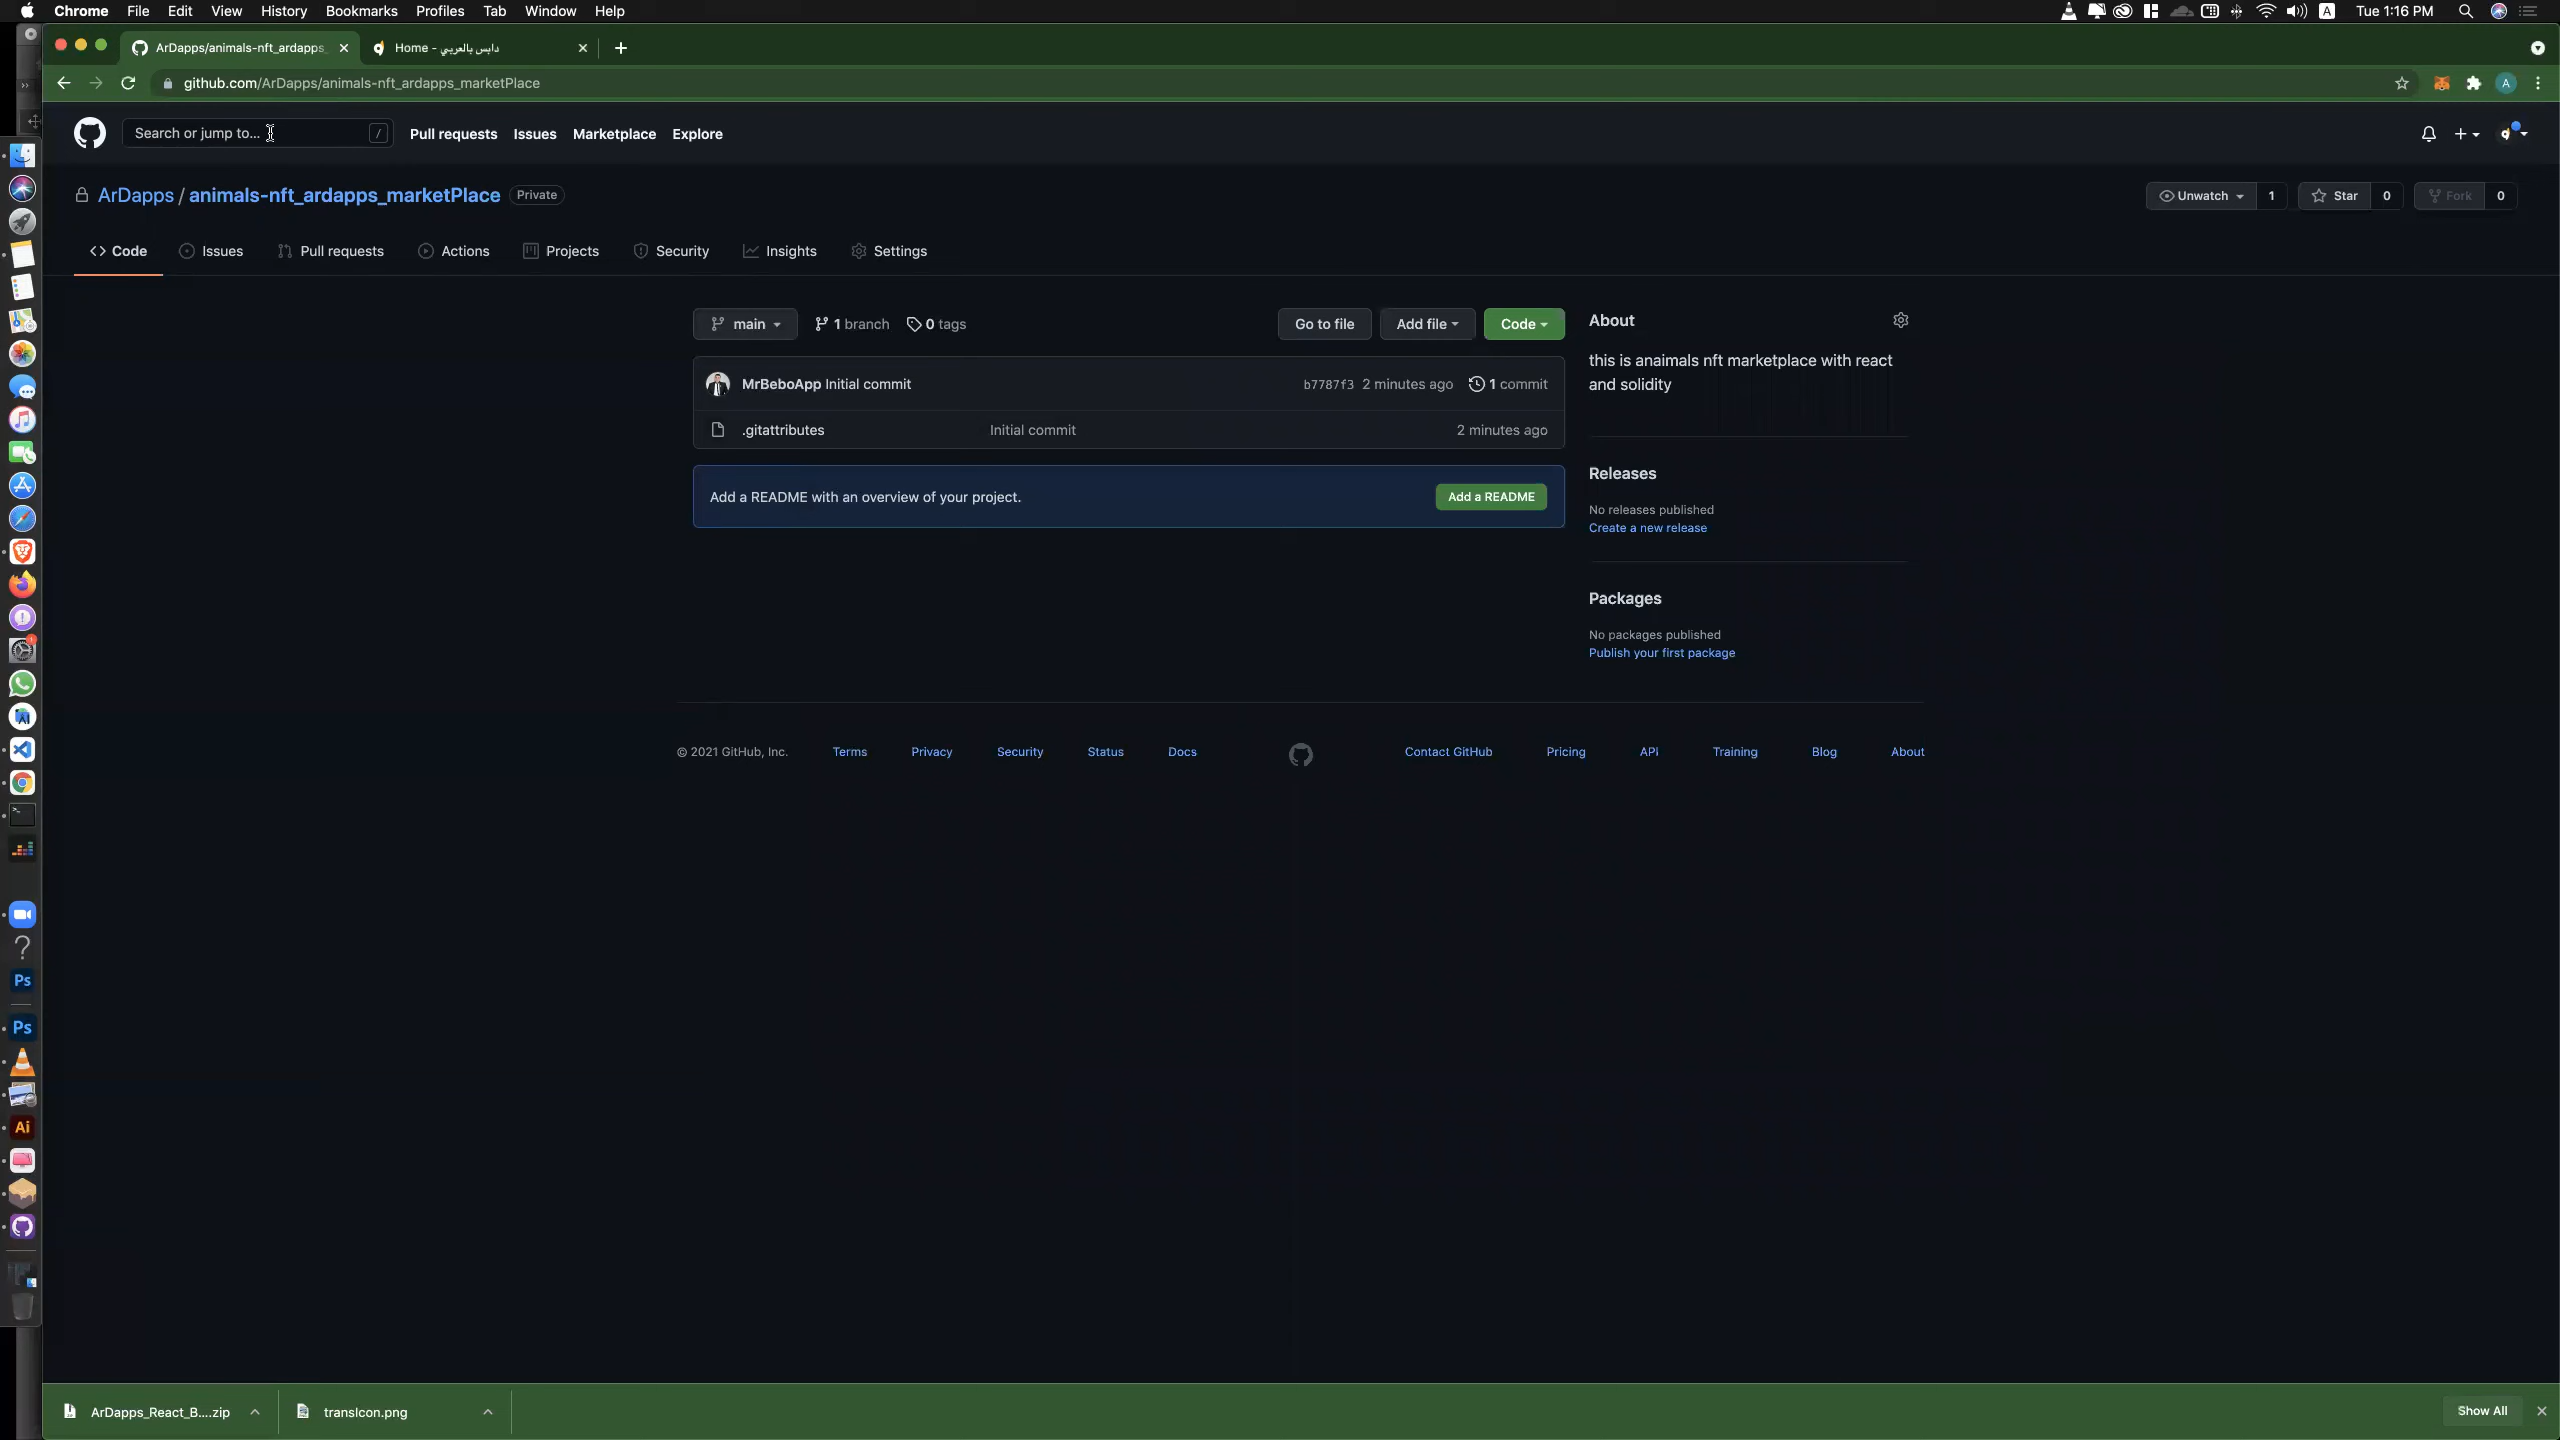 Chrome File Edit View History Bookmarks Profiles Tab Window Help
A Tue 1:16 PM
ArDapps/animals-nft_ardapps_
Home - دابس بالعربي
github.com/ArDapps/animals-nft_ardapps_marketPlace
A
Search or jump to... /
Pull requests Issues Marketplace Explore
ArDapps / animals-nft_ardapps_marketPlace Private
Unwatch 1 Star 0 Fork 0
Code Issues Pull requests Actions Projects Security Insights Settings
main 1 branch 0 tags Go to file Add file Code
MrBeboApp Initial commit b7787f3 2 minutes ago 1 commit
.gitattributes Initial commit 2 minutes ago
Add a README with an overview of your project. Add a README
About
this is anaimals nft marketplace with react
and solidity
Releases
No releases published
Create a new release
Packages
No packages published
Publish your first package
© 2021 GitHub, Inc. Terms Privacy Security Status Docs Contact GitHub Pricing API Training Blog About
Ps
Ps
Ai
ArDapps_React_B....zip
transIcon.png
Show All